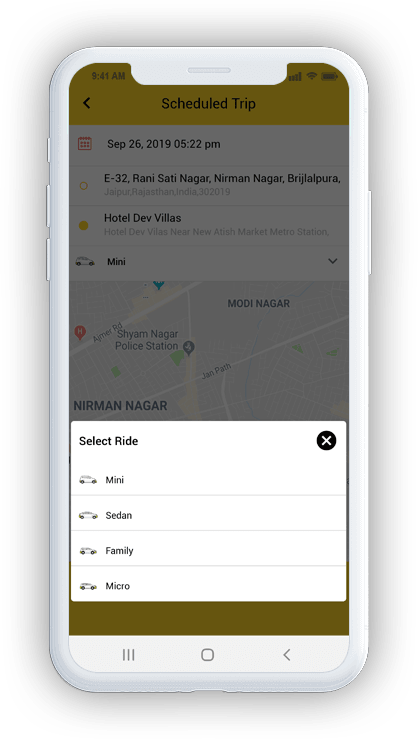 9:41 AM
Scheduled Trip
Sep 26, 2019 05:22 pm
E-32, Rani Sati Nagar, Nirman Nagar, Brijlalpura,
Jaipur,Rajasthan,India,302019
Hotel Dev Villas
Hotel Dev Vilas Near New Atish Market Metro Station.
Mini
MODI NAGAR
Ajmer Rd
Shyam Nagar
Police Station
Jan Path
NIRMAN NAGAR
Select Ride
Mini
Sedan
Family
Micro